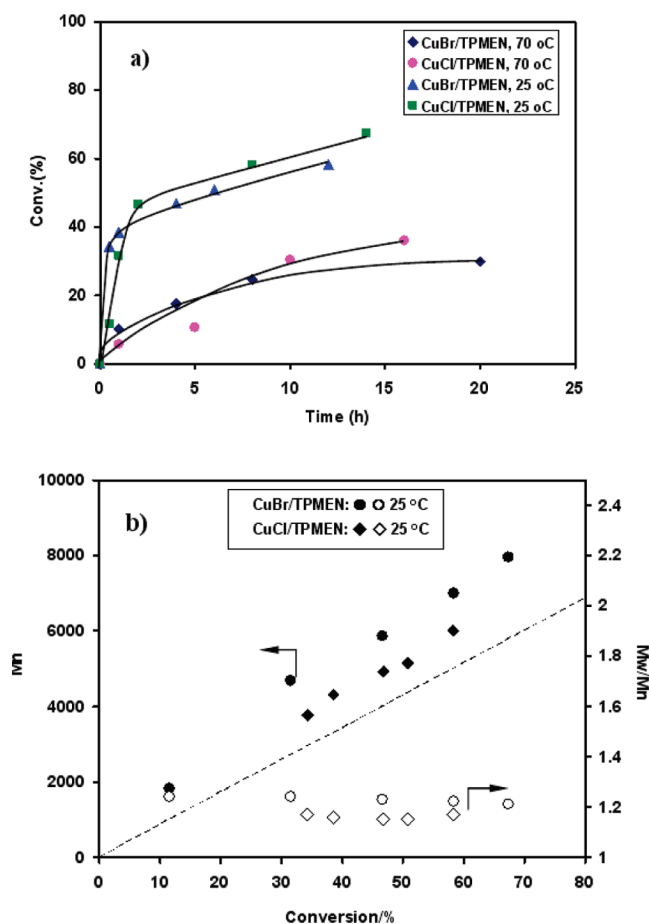 a)
CuBr/TPMEN, 70 oC
CuCl/TPMEN, 70 oC
CuBr/TPMEN, 25 oC
CuCl/TPMEN, 25 oC
100
80
60
40
20
0
Conv.(%)
0 5 10 15 20 25
Time (h)
b)
CuBr/TPMEN: 25 °C
CuCl/TPMEN: 25 °C
10000
8000
6000
4000
2000
0
Mn
2.4
2.2
2
1.8
1.6
1.4
1.2
1
Mw/Mn
0 10 20 30 40 50 60 70 80
Conversion/%